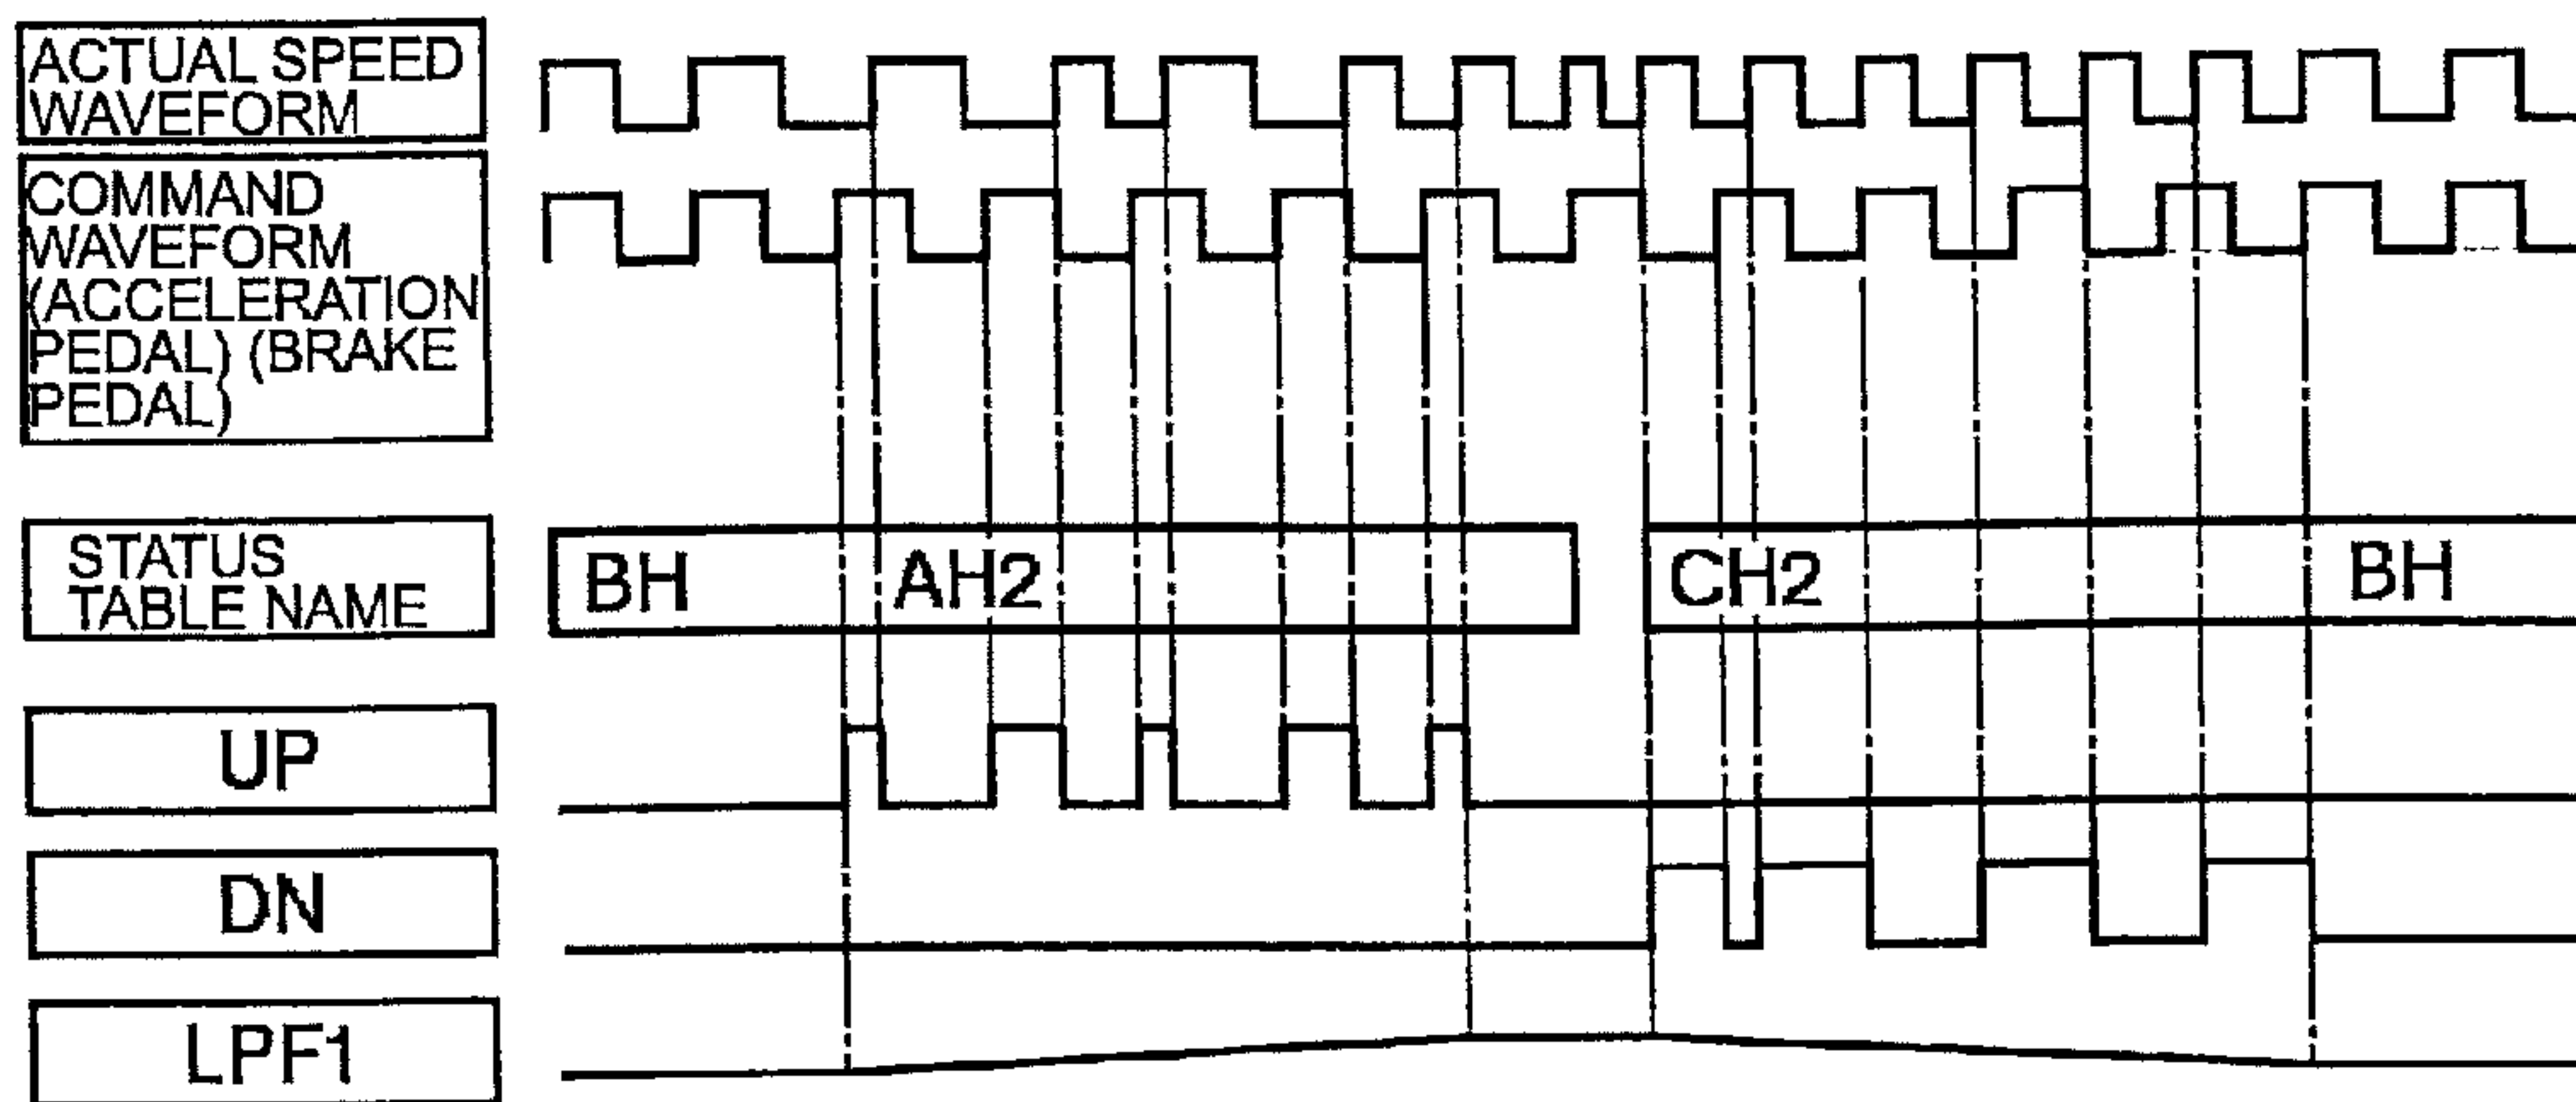 ACTUAL SPEED
WAVEFORM
COMMAND
WAVEFORM
(ACCELERATION
PEDAL) (BRAKE
PEDAL)
STATUS
TABLE NAME
BH AH2 CH2 BH
UP
DN
LPF1